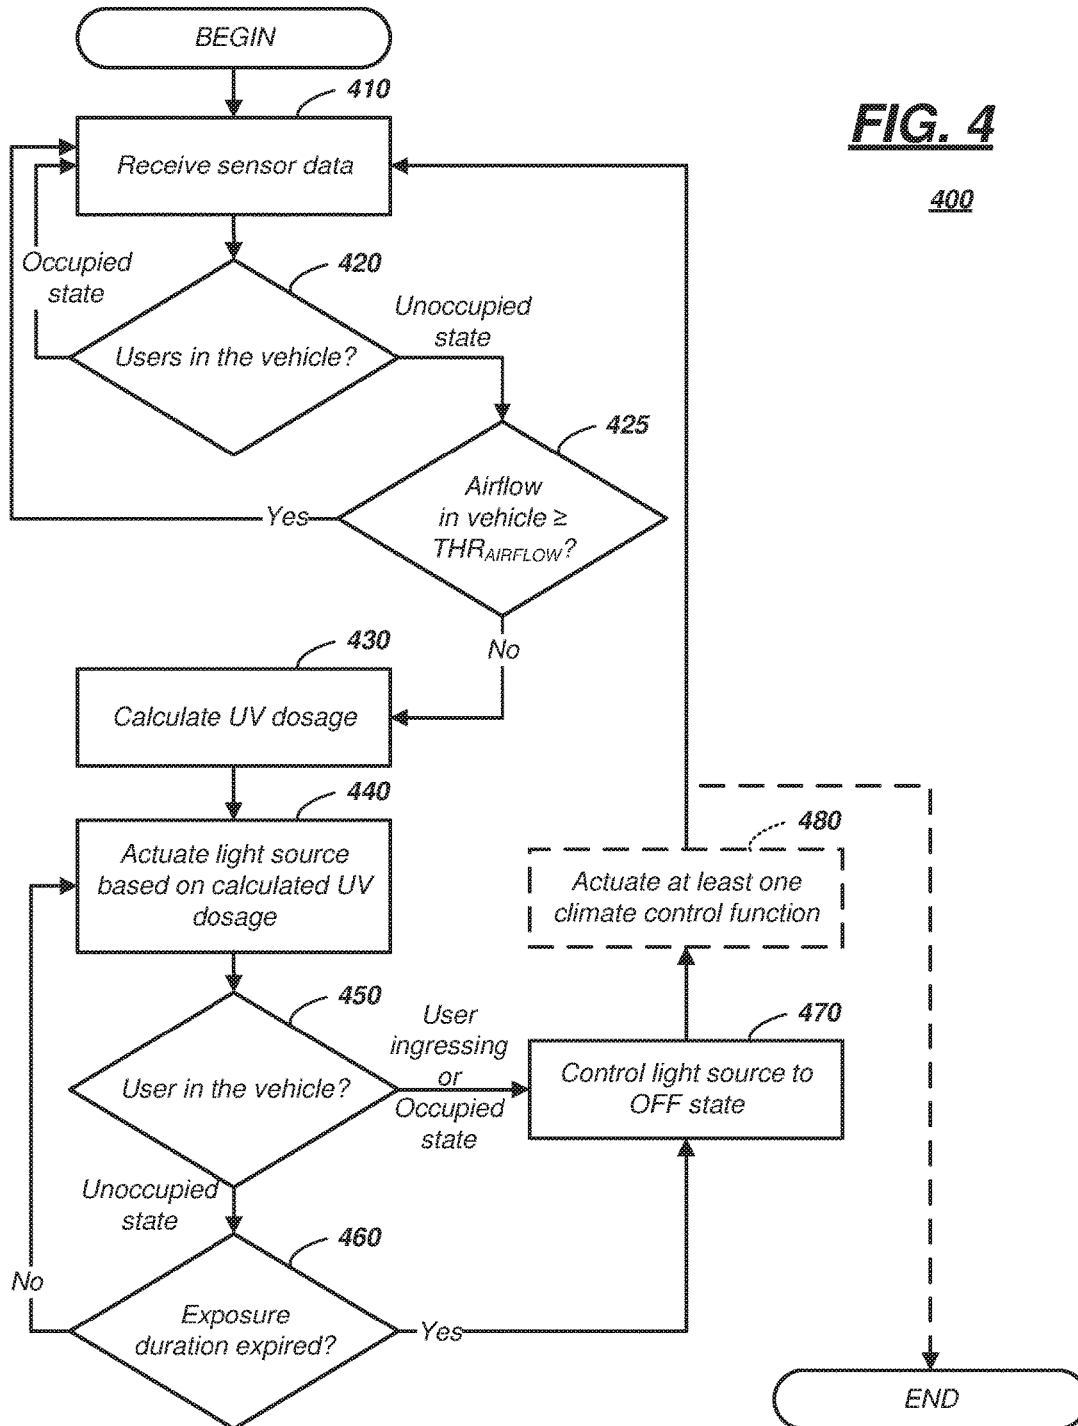 BEGIN
410
FIG. 4
Receive sensor data
400
Occupied
state
420
Unoccupied
state
Users in the vehicle?
425
Airflow
in vehicle ≥
THRAIRFLOW?
Yes
430
No
Calculate UV dosage
440
480
Actuate light source
based on calculated UV
dosage
Actuate at least one
climate control function
450
User
ingressing
or
Occupied
state
470
User in the vehicle?
Control light source to
OFF state
Unoccupied
state
460
No
Exposure
duration expired?
Yes
END